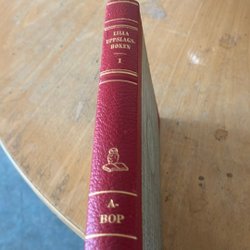 LILLA
UPPSLAGS-
BOKEN
I
A-
BOP